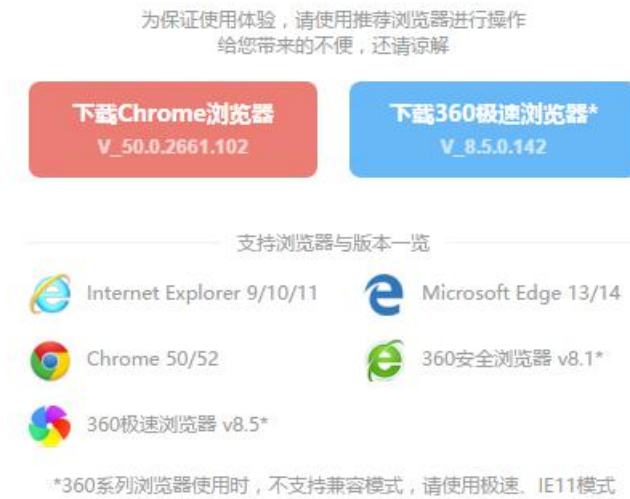 为保证使用体验，请使用推荐浏览器进行操作
给您带来的不便，还请谅解
下载Chrome浏览器
V_50.0.2661.102
下载360极速浏览器*
V_8.5.0.142
支持浏览器与版本一览
Internet Explorer 9/10/11
Microsoft Edge 13/14
Chrome 50/52
360安全浏览器 v8.1*
360极速浏览器 v8.5*
*360系列浏览器使用时，不支持兼容模式，请使用极速、IE11模式